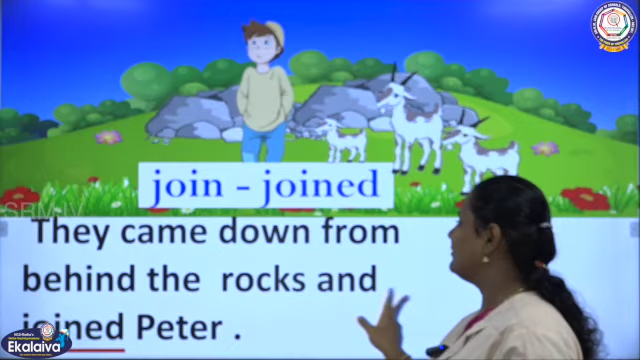 join - joined
They came down from
behind the rocks and
joined Peter .
Ekalaiva